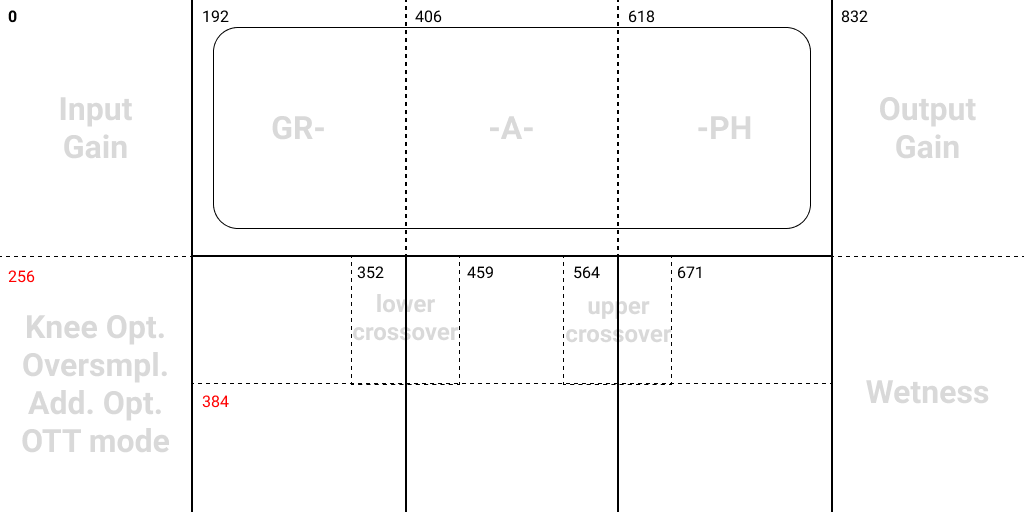 0
192
406
618
832
Input
Gain
GR-
-A-
-PH
Output
Gain
256
352
459
564
671
lower
crossover
upper
crossover
Knee Opt.
Oversmpl.
Add. Opt.
OTT mode
384
Wetness